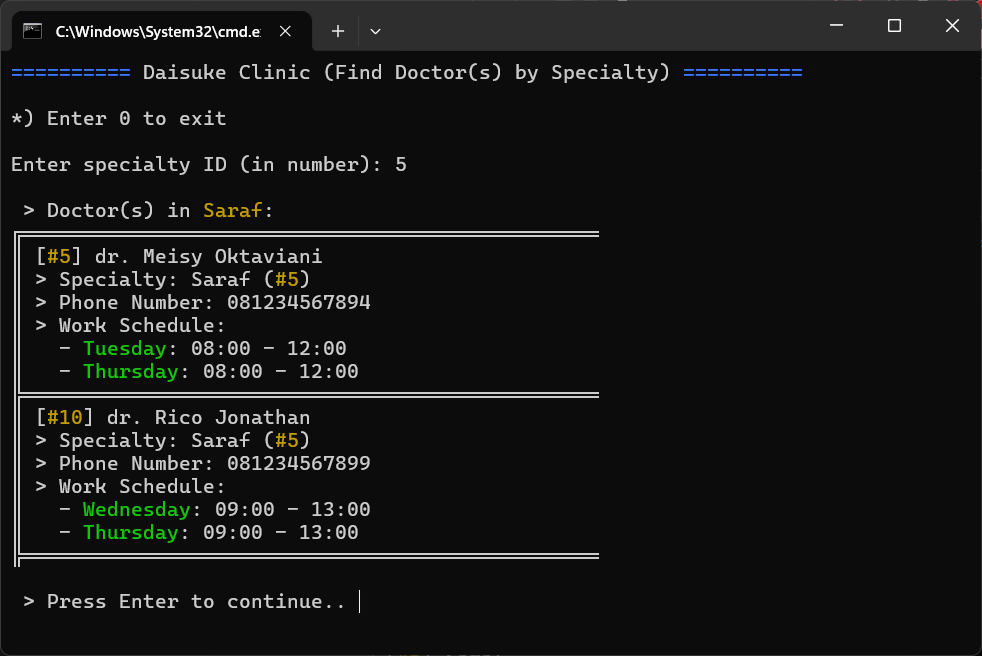 C:\Windows\System32\cmd.e
========== Daisuke Clinic (Find Doctor(s) by Specialty) ==========
*) Enter 0 to exit
Enter specialty ID (in number): 5
> Doctor(s) in Saraf:
[#5] dr. Meisy Oktaviani
> Specialty: Saraf (#5)
> Phone Number: 081234567894
> Work Schedule:
- Tuesday: 08:00 - 12:00
- Thursday: 08:00 - 12:00
[#10] dr. Rico Jonathan
> Specialty: Saraf (#5)
> Phone Number: 081234567899
> Work Schedule:
- Wednesday: 09:00 - 13:00
- Thursday: 09:00 - 13:00
> Press Enter to continue..